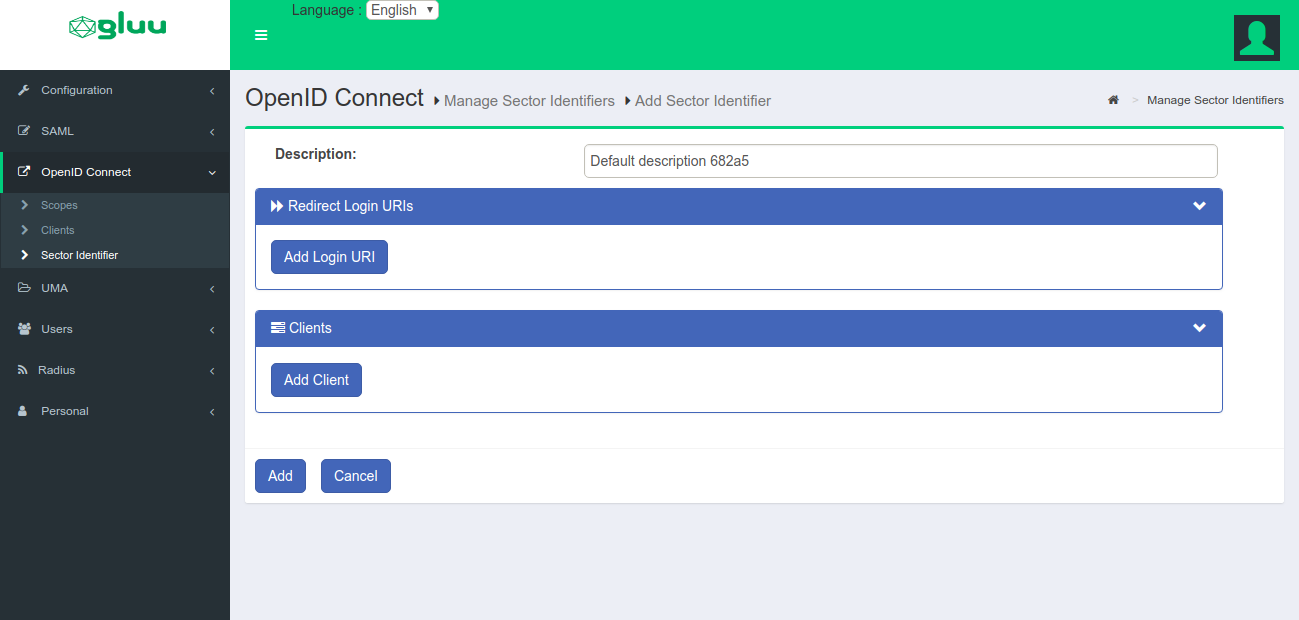 gluu
Language : English
Configuration
SAML
OpenID Connect
Scopes
Clients
Sector Identifier
UMA
Users
Radius
Personal
OpenID Connect Manage Sector Identifiers Add Sector Identifier
> Manage Sector Identifiers
Description: Default description 682a5
Redirect Login URIs
Add Login URI
Clients
Add Client
Add Cancel